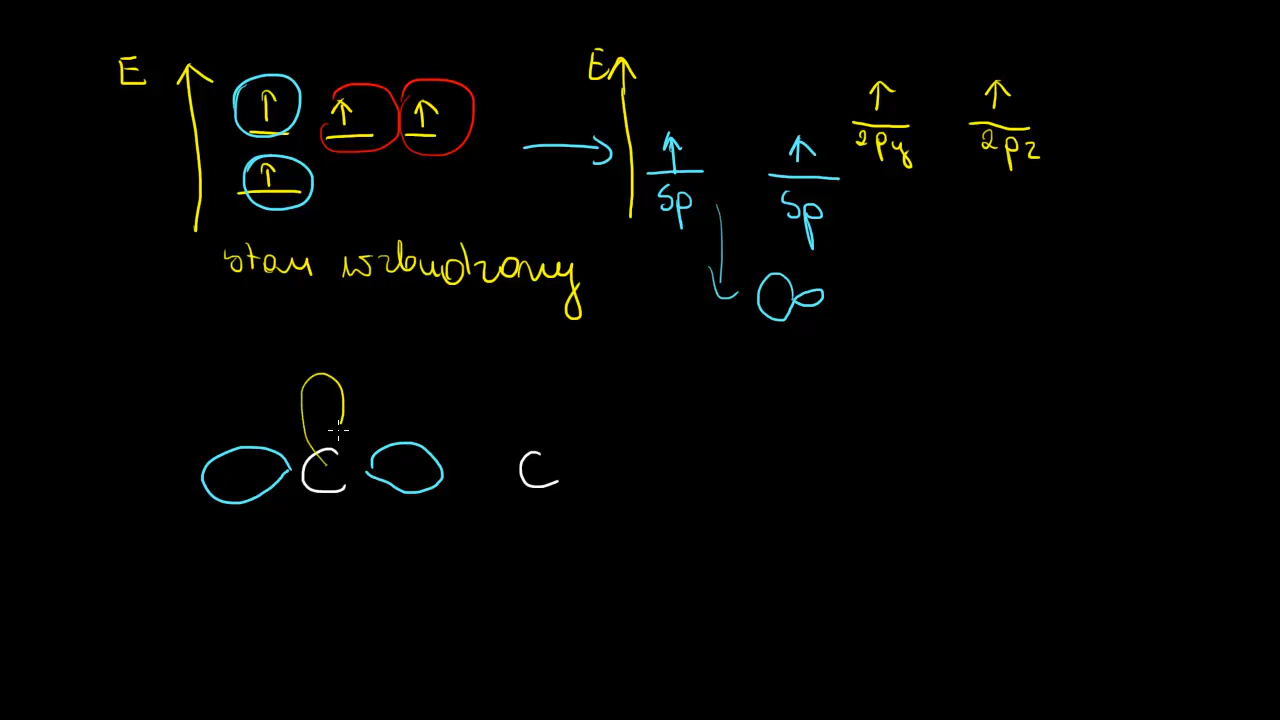 E
E
↑ ↑ ↑
↑
→
↑ ↑ ↑ ↑
sp sp 2py 2pz
stan wzbudzony
C C